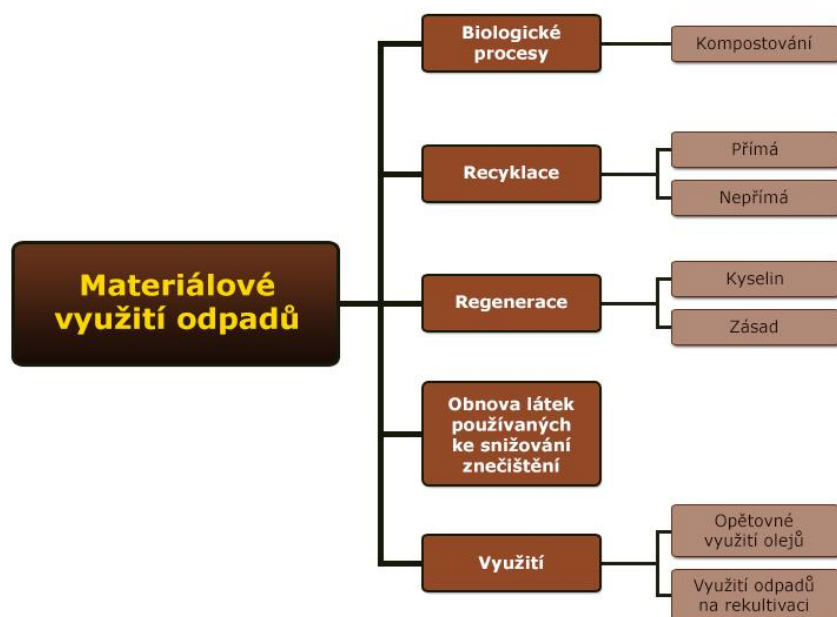 Materiálové
využití odpadů
Biologické
procesy
Kompostování
Recyklace
Přímá
Nepřímá
Regenerace
Kyselin
Zásad
Obnova látek
používaných
ke snižování
znečištění
Využití
Opětovné
využití olejů
Využití odpadů
na rekultivaci